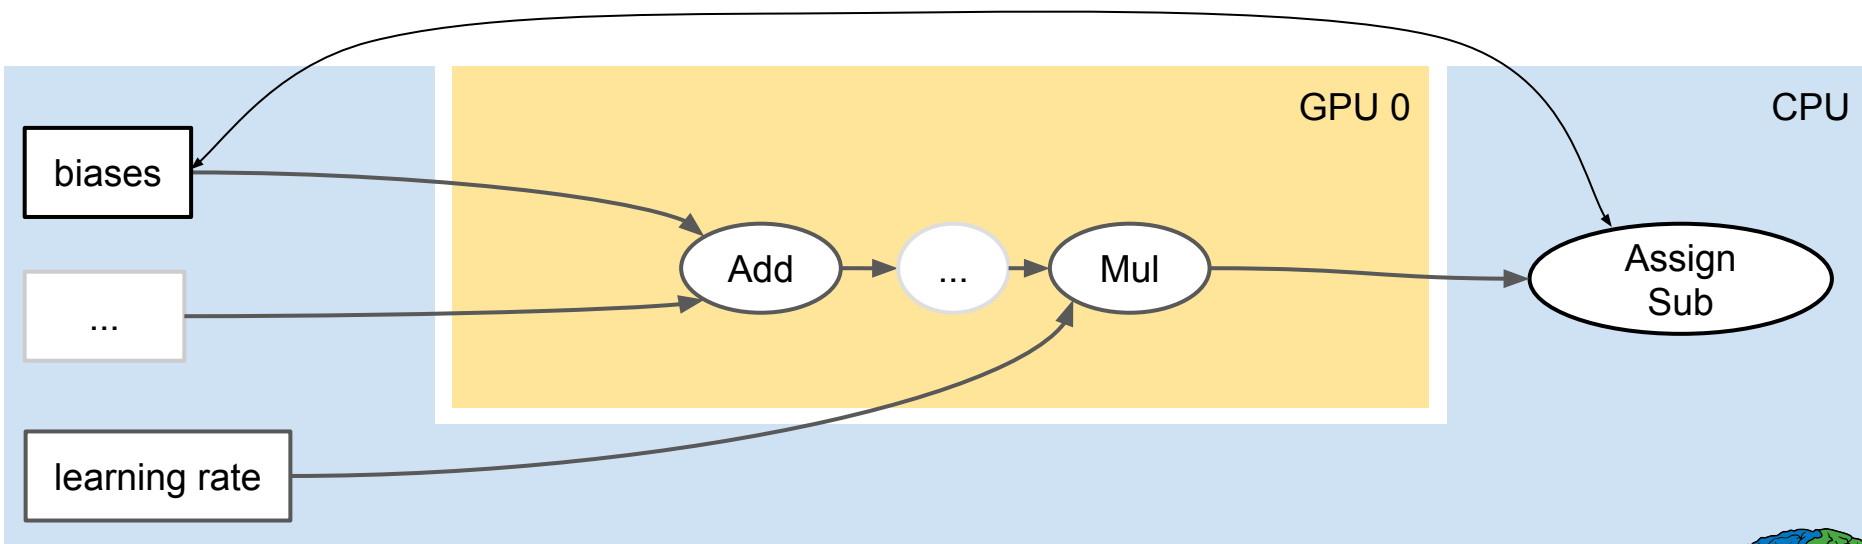 GPU 0
CPU
biases
Add
...
Mul
Assign
Sub
...
learning rate